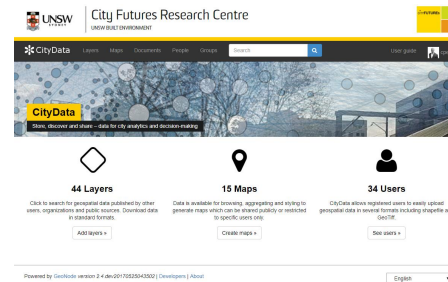 UNSW
SYDNEY
City Futures Research Centre
UNSW BUILT ENVIRONMENT
CityData Layers Maps Documents People Groups Search User guide
CityData
Store, discover and share – data for city analytics and decision-making
44 Layers
Click to search for geospatial data published by other
users, organizations and public sources. Download data
in standard formats.
Add layers »
15 Maps
Data is available for browsing, aggregating and styling to
generate maps which can be shared publicly or restricted
to specific users only.
Create maps »
34 Users
CityData allows registered users to easily upload
geospatial data in several formats including shapefile a
GeoTiff.
See users »
Powered by GeoNode version 2.4.dev20170525043502 | Developers | About
English